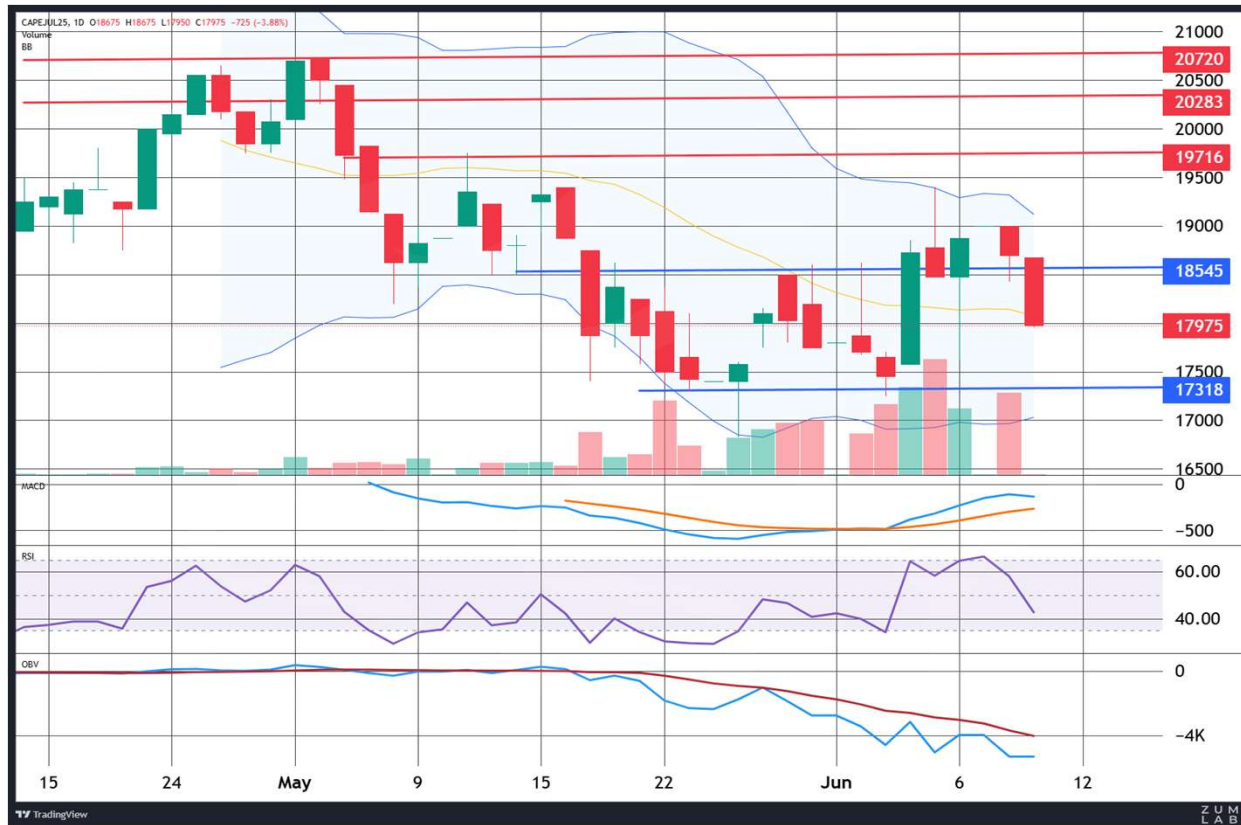 CAPEJUL25, 1D O18675 H18675 L17950 C17975 −725 (−3.88%)
Volume
BB
21000
20720
20500
20283
20000
19716
19500
19000
18545
17975
17500
17318
17000
16500
MACD
0
−500
RSI
60.00
40.00
OBV
0
−4K
15 24 May 9 15 22 Jun 6 12
TradingView
ZUM
LAB